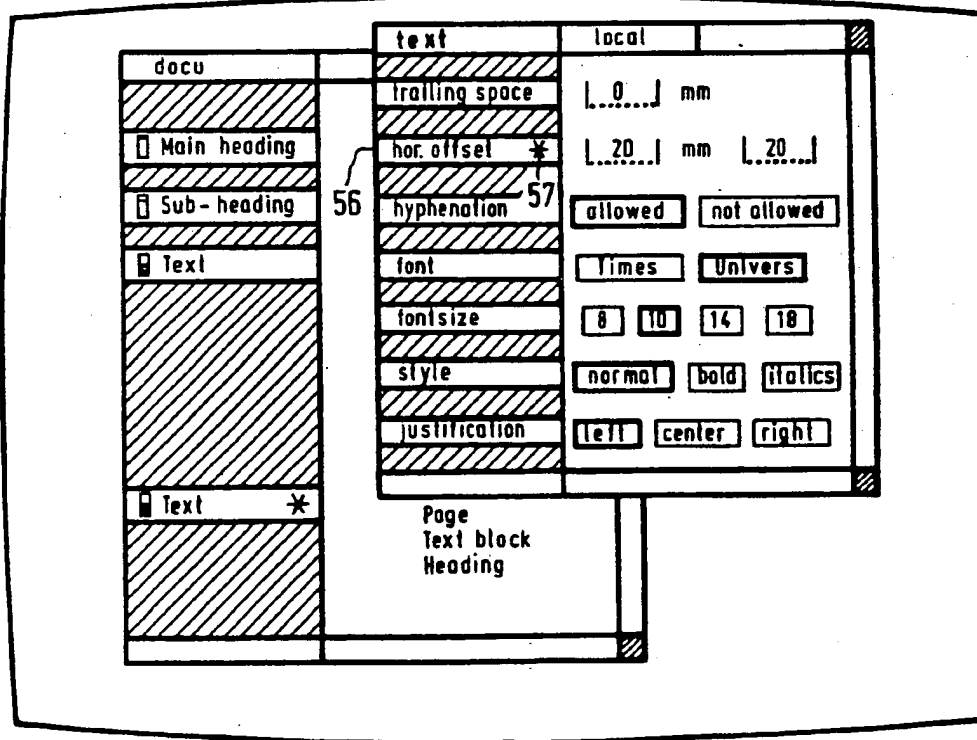 text local
docu
trailing space 0 mm
Main heading
hor. offset * 20 mm 20
56 57
Sub-heading
hyphenation allowed not allowed
Text
font Times Univers
fontsize 8 10 14 18
style normal bold italics
justification left center right
Text *
Page
Text block
Heading